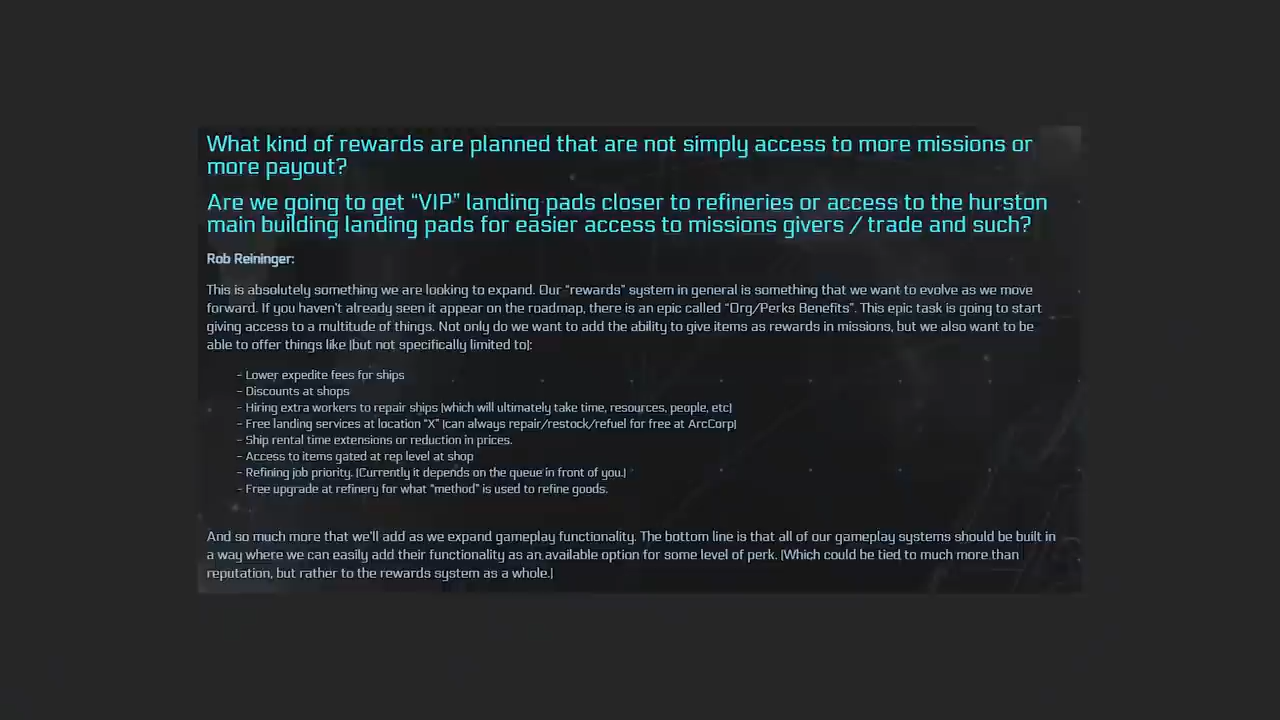 What kind of rewards are planned that are not simply access to more missions or
more payout?
Are we going to get “VIP” landing pads closer to refineries or access to the hurston
main building landing pads for easier access to missions givers / trade and such?
Rob Reininger:
This is absolutely something we are looking to expand. Our “rewards” system in general is something that we want to evolve as we move
forward. If you haven't already seen it appear on the roadmap, there is an epic called “Org/Perks Benefits”. This epic task is going to start
giving access to a multitude of things. Not only do we want to add the ability to give items as rewards in missions, but we also want to be
able to offer things like (but not specifically limited to):
- Lower expedite fees for ships
- Discounts at shops
- Hiring extra workers to repair ships (which will ultimately take time, resources, people, etc)
- Free landing services at location “X” (can always repair/restock/refuel for free at ArcCorp)
- Ship rental time extensions or reduction in prices.
- Access to items gated at rep level at shop
- Refining job priority. (Currently it depends on the queue in front of you.)
- Free upgrade at refinery for what “method” is used to refine goods.
And so much more that we'll add as we expand gameplay functionality. The bottom line is that all of our gameplay systems should be built in
a way where we can easily add their functionality as an available option for some level of perk. (Which could be tied to much more than
reputation, but rather to the rewards system as a whole.)